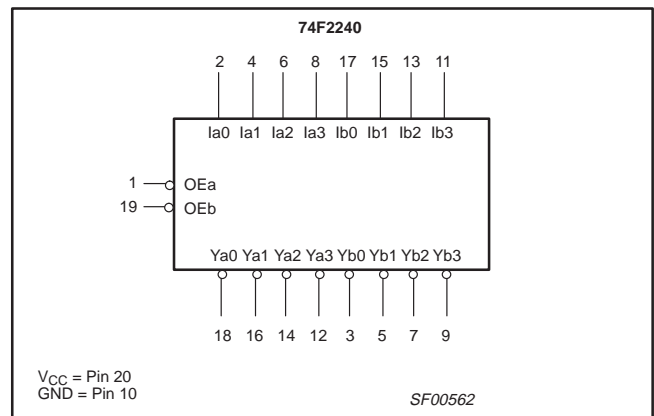 74F2240
2 4 6 8 17 15 13 11
Ia0 Ia1 Ia2 Ia3 Ib0 Ib1 Ib2 Ib3
1 OEa
19 OEb
Ya0 Ya1 Ya2 Ya3 Yb0 Yb1 Yb2 Yb3
18 16 14 12 3 5 7 9
VCC = Pin 20
GND = Pin 10
SF00562